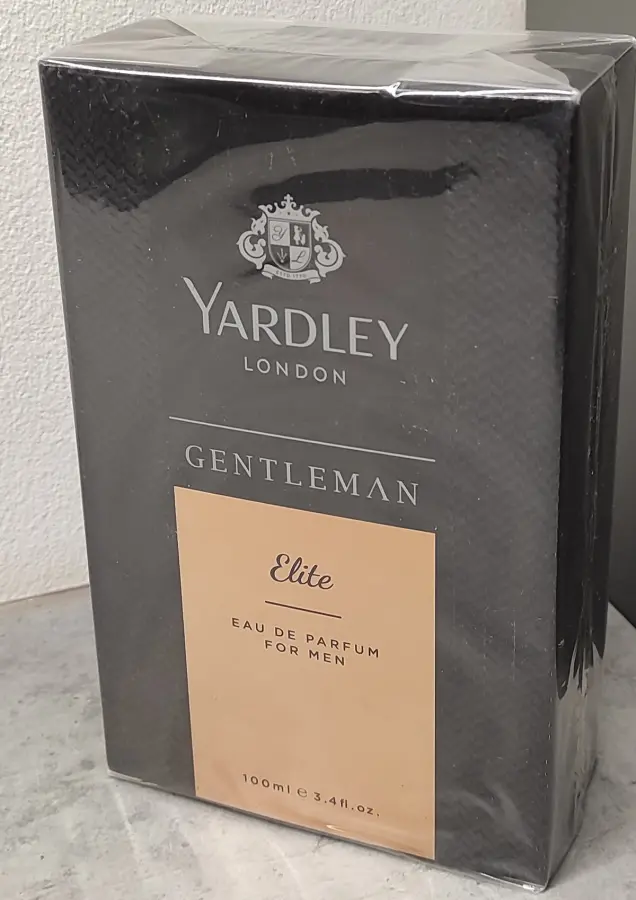 YARDLEY
LONDON
GENTLEMAN
Elite
EAU DE PARFUM
FOR MEN
100ml ℮ 3.4fl.oz.